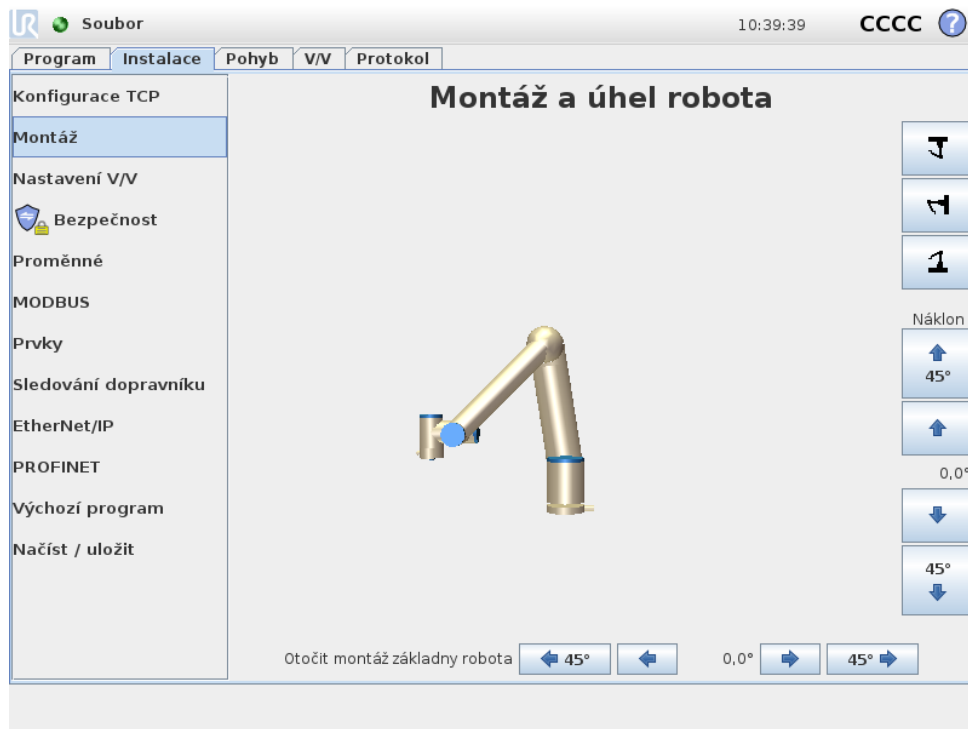 UR Soubor 10:39:39 CCCC ?
Program Instalace Pohyb V/V Protokol
Konfigurace TCP
Montáž
Nastavení V/V
Bezpečnost
Proměnné
MODBUS
Prvky
Sledování dopravníku
EtherNet/IP
PROFINET
Výchozí program
Načíst / uložit
Montáž a úhel robota
Náklon
45°
0,0°
45°
Otočit montáž základny robota 45° 0,0° 45°